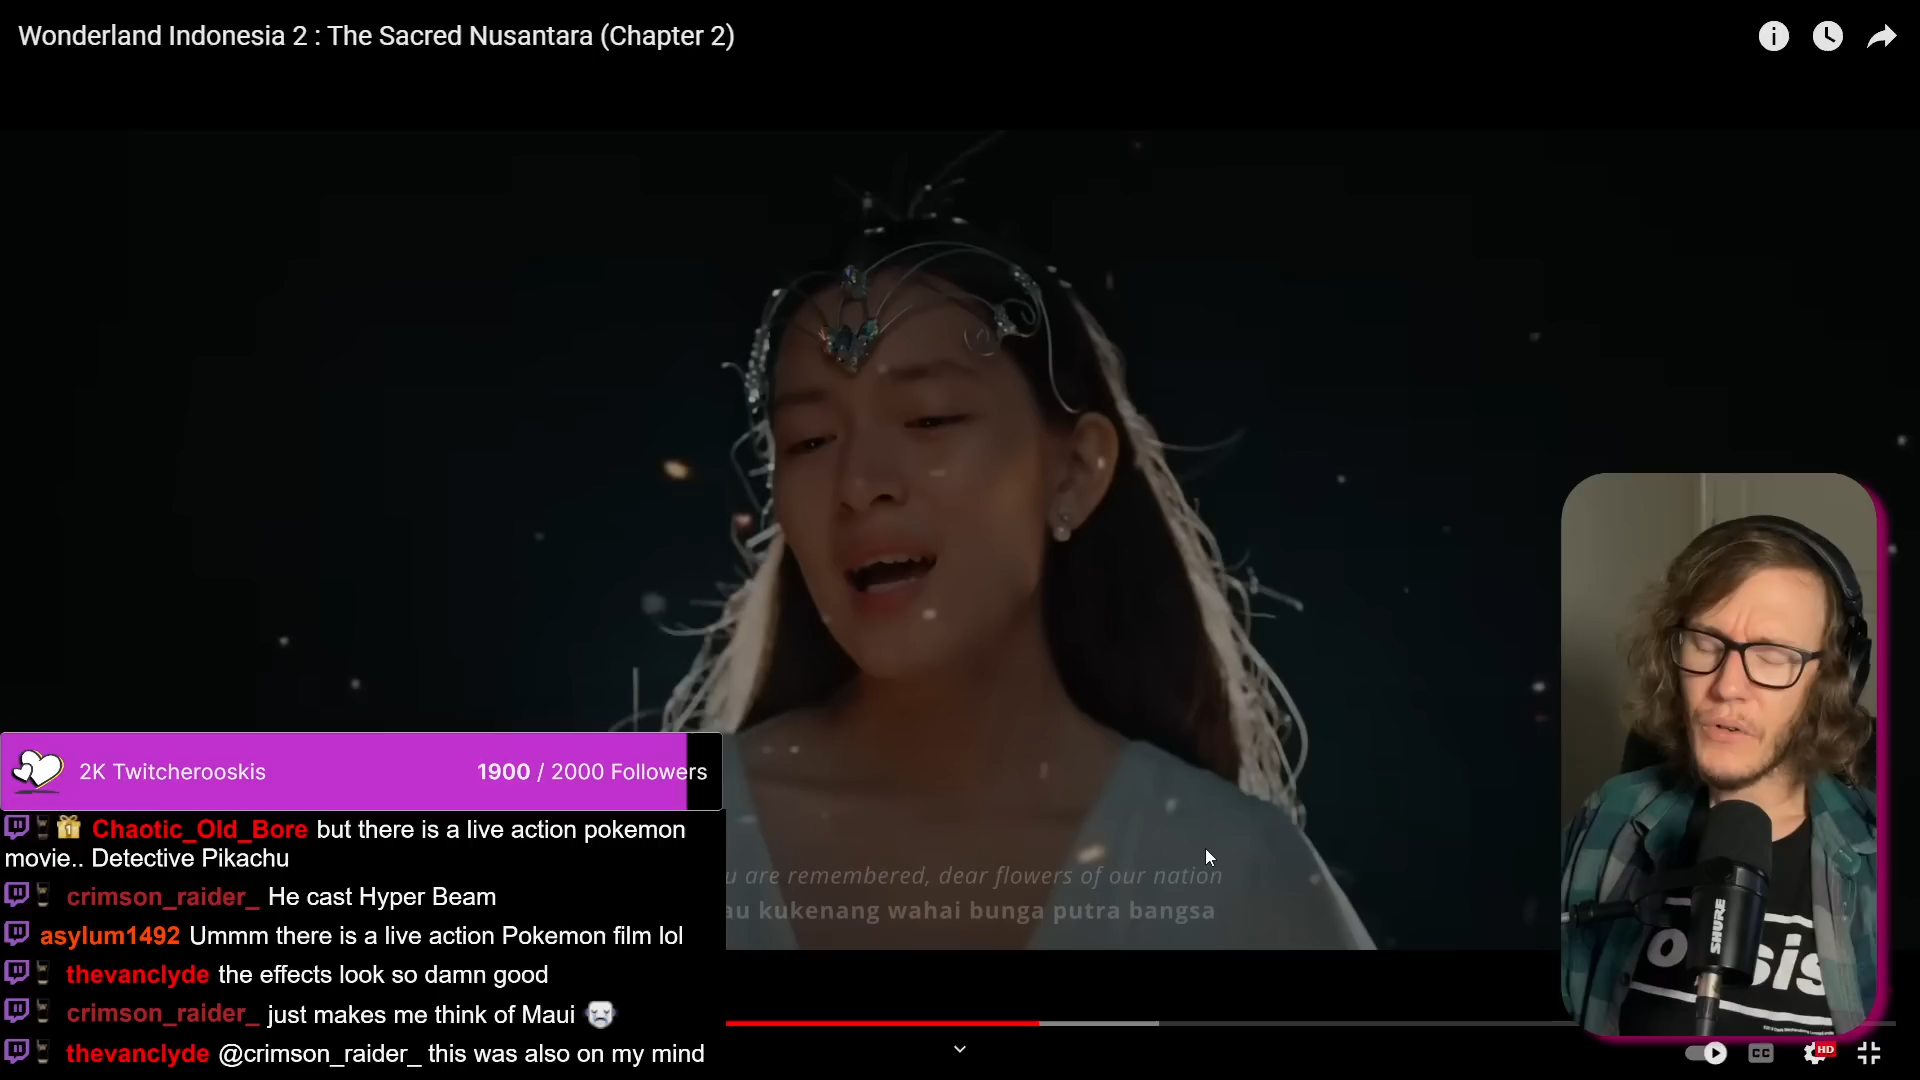 Wonderland Indonesia 2 : The Sacred Nusantara (Chapter 2)
2K Twitcherooskis 1900 / 2000 Followers
Chaotic_Old_Bore but there is a live action pokemon
movie.. Detective Pikachu
crimson_raider_ He cast Hyper Beam
asylum1492 Ummm there is a live action Pokemon film lol
thevanclyde the effects look so damn good
crimson_raider_ just makes me think of Maui
thevanclyde @crimson_raider_ this was also on my mind
are remembered, dear flowers of our nation
kukenang wahai bunga putra bangsa
SHURE
CC
HD